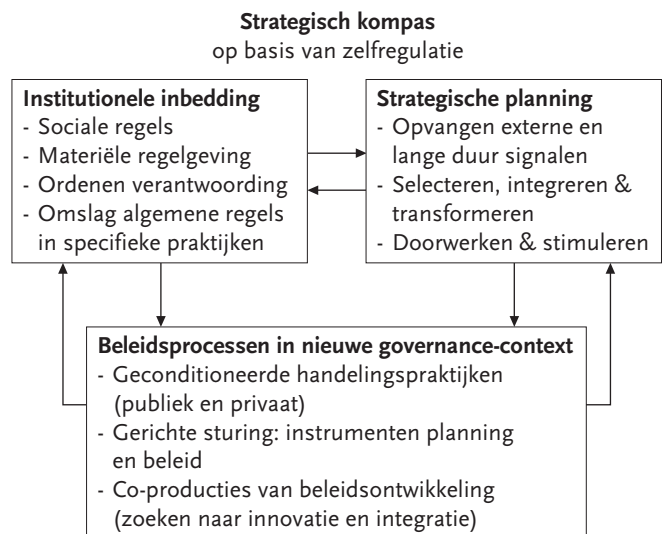 Strategisch kompas
op basis van zelfregulatie
Institutionele inbedding
- Sociale regels
- Materiële regelgeving
- Ordenen verantwoording
- Omslag algemene regels
in specifieke praktijken
Strategische planning
- Opvangen externe en
lange duur signalen
- Selecteren, integreren &
transformeren
- Doorwerken & stimuleren
Beleidsprocessen in nieuwe governance-context
- Geconditioneerde handelingspraktijken
(publiek en privaat)
- Gerichte sturing: instrumenten planning
en beleid
- Co-producties van beleidsontwikkeling
(zoeken naar innovatie en integratie)